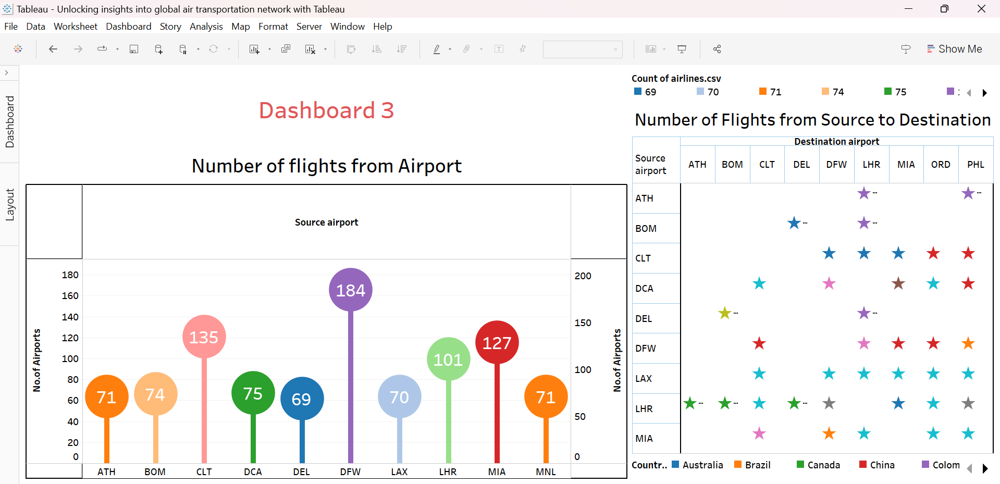 Tableau - Unlocking insights into global air transportation network with Tableau
File Data Worksheet Dashboard Story Analysis Map Format Server Window Help
Show Me
Dashboard
Layout
Dashboard 3
Number of flights from Airport
Source airport
No.of Airports
180
160
140
120
100
80
60
40
20
0
71 74 135 75 69 184 70 101 127 71
200
150
100
50
0
No.of Airports
ATH BOM CLT DCA DEL DFW LAX LHR MIA MNL
Count of airlines.csv
69 70 71 74 75
Number of Flights from Source to Destination
Destination airport
Source
airport
ATH BOM CLT DEL DFW LHR MIA ORD PHL
ATH
BOM
CLT
DCA
DEL
DFW
LAX
LHR
MIA
Countr.. Australia Brazil Canada China Colom